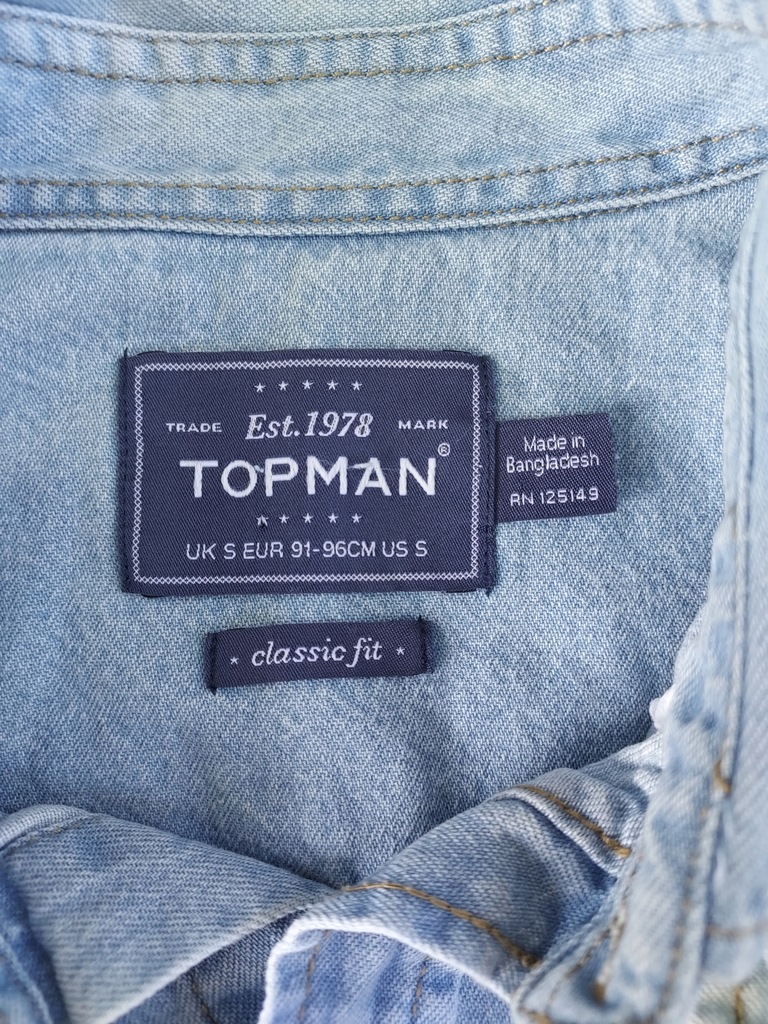 Est.1978
TRADE MARK
TOPMAN®
UK S EUR 91-96CM US S
Made in
Bangladesh
RN 125149
classic fit